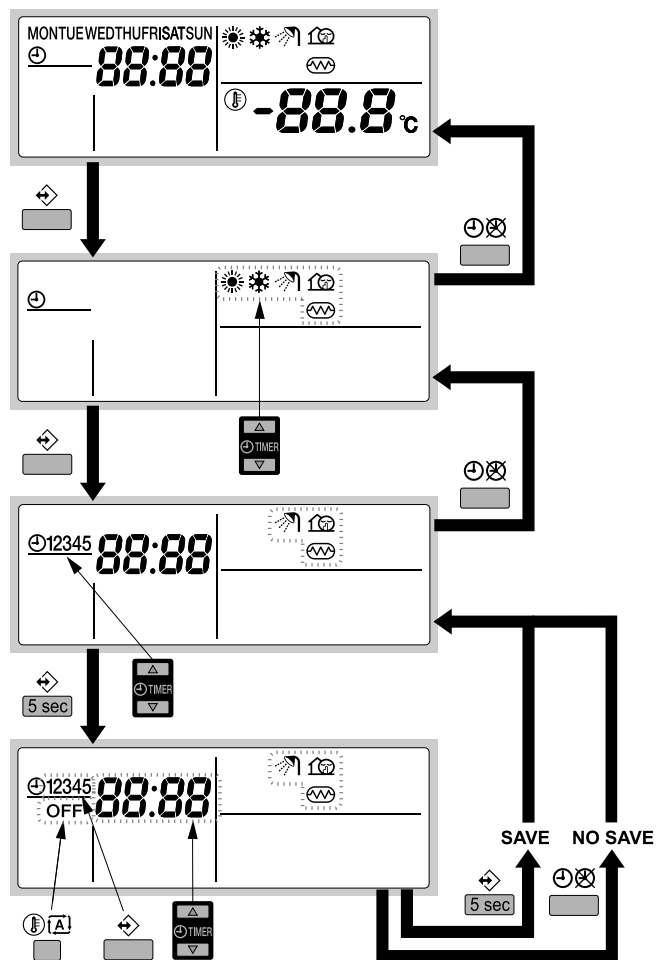 MONTUEWEDTHUFRISATSUN
88:88
-88.8 °C
TIMER
12345 88:88
TIMER
5 sec
12345 88:88
OFF
SAVE NO SAVE
5 sec
A
TIMER